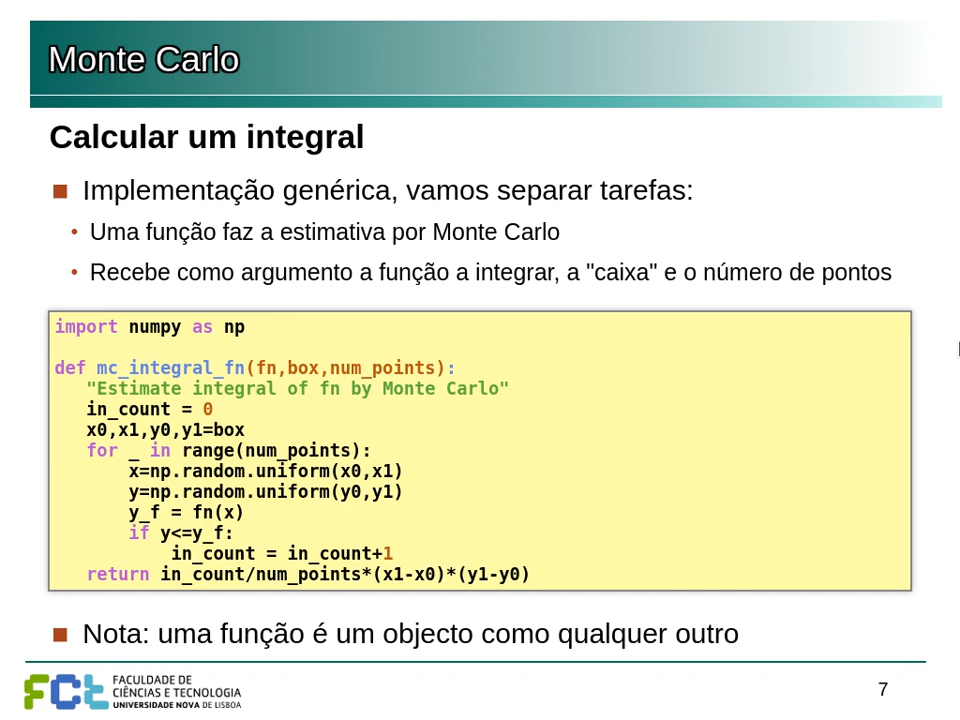 Monte Carlo
Calcular um integral
Implementação genérica, vamos separar tarefas:
Uma função faz a estimativa por Monte Carlo
Recebe como argumento a função a integrar, a "caixa" e o número de pontos
import numpy as np
def mc_integral_fn(fn,box,num_points):
   "Estimate integral of fn by Monte Carlo"
   in_count = 0
   x0,x1,y0,y1=box
   for _ in range(num_points):
       x=np.random.uniform(x0,x1)
       y=np.random.uniform(y0,y1)
       y_f = fn(x)
       if y<=y_f:
           in_count = in_count+1
   return in_count/num_points*(x1-x0)*(y1-y0)
Nota: uma função é um objecto como qualquer outro
FCt
FACULDADE DE
CIÊNCIAS E TECNOLOGIA
UNIVERSIDADE NOVA DE LISBOA
7